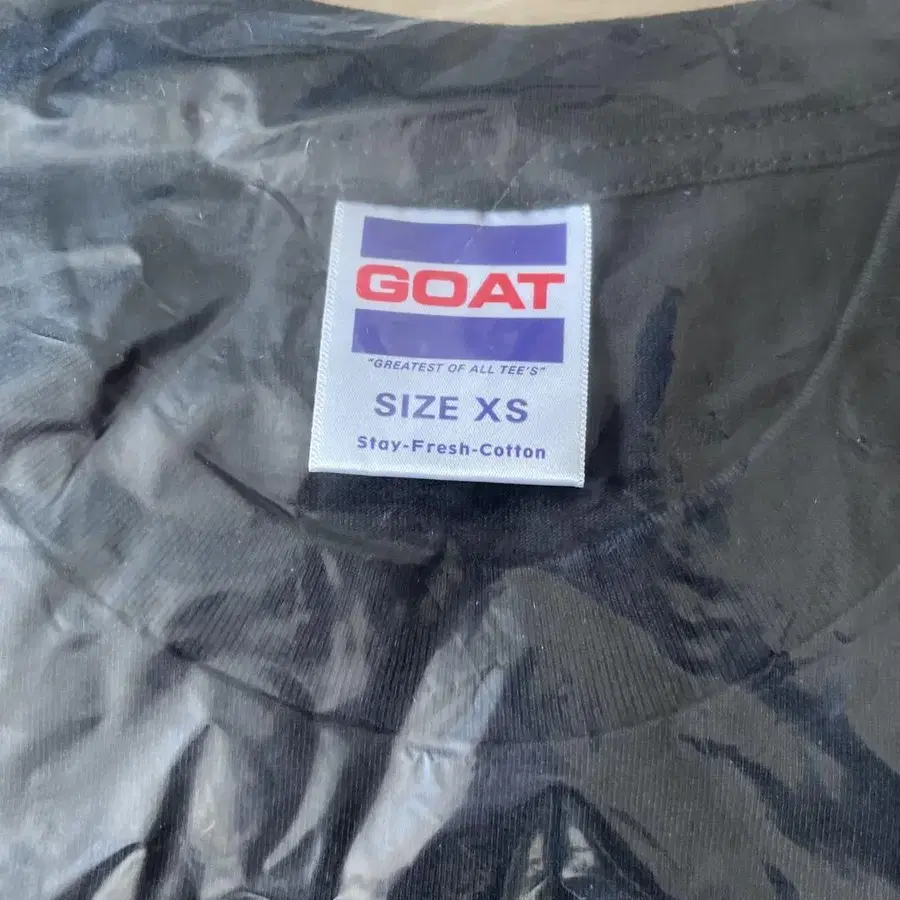 GOAT
"GREATEST OF ALL TEE'S"
SIZE XS
Stay-Fresh-Cotton